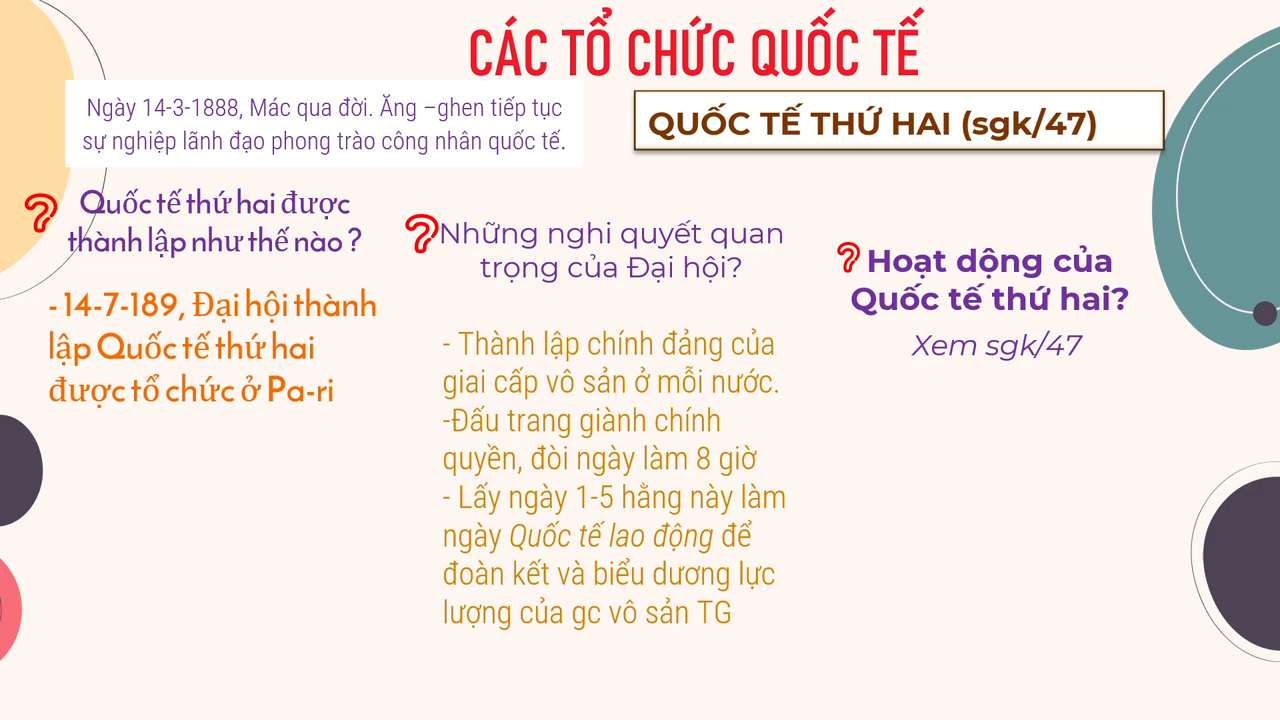 CÁC TỔ CHỨC QUỐC TẾ
Ngày 14-3-1888, Mác qua đời. Ăng –ghen tiếp tục
sự nghiệp lãnh đạo phong trào công nhân quốc tế.
QUỐC TẾ THỨ HAI (sgk/47)
Quốc tế thứ hai được
thành lập như thế nào ?
- 14-7-189, Đại hội thành
lập Quốc tế thứ hai
được tổ chức ở Pa-ri
Những nghi quyết quan
trọng của Đại hội?
- Thành lập chính đảng của
giai cấp vô sản ở mỗi nước.
-Đấu trang giành chính
quyền, đòi ngày làm 8 giờ
- Lấy ngày 1-5 hằng này làm
ngày Quốc tế lao động để
đoàn kết và biểu dương lực
lượng của gc vô sản TG
Hoạt dộng của
Quốc tế thứ hai?
Xem sgk/47